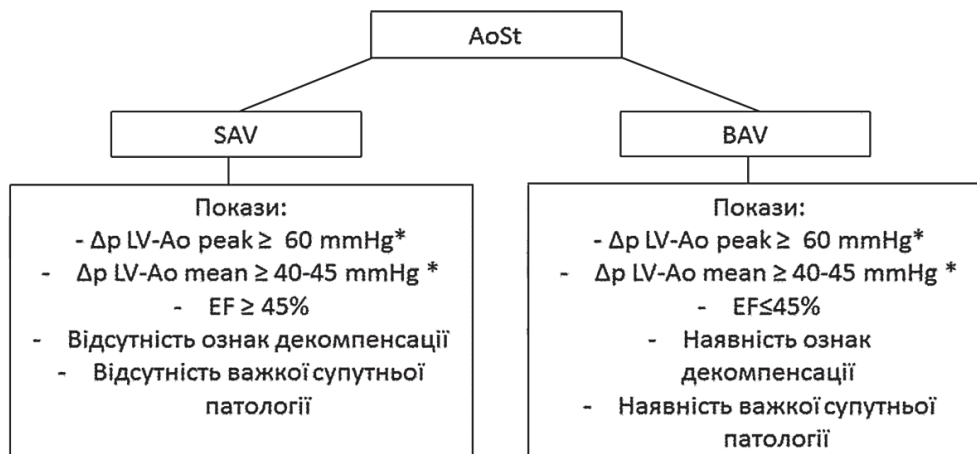 AoSt
SAV
BAV
Покази:
- Δp LV-Ao peak ≥ 60 mmHg*
- Δp LV-Ao mean ≥ 40-45 mmHg *
- EF ≥ 45%
- Відсутність ознак декомпенсації
- Відсутність важкої супутньої
патології
Покази:
- Δp LV-Ao peak ≥ 60 mmHg*
- Δp LV-Ao mean ≥ 40-45 mmHg *
- EF≤45%
- Наявність ознак
декомпенсації
- Наявність важкої супутньої
патології